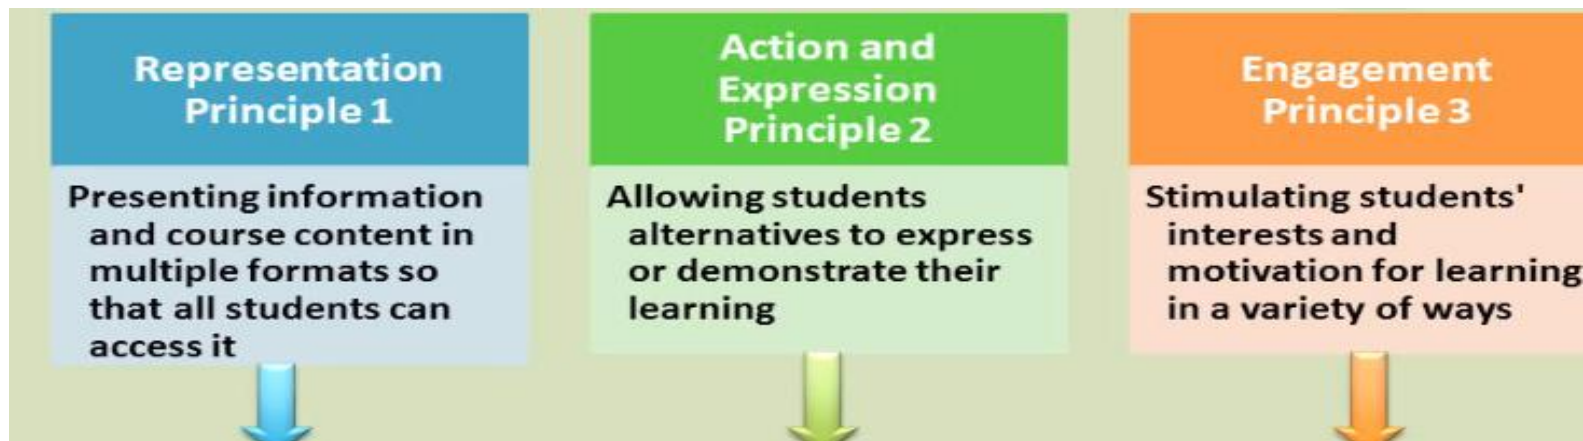 Representation
Principle 1
Presenting information
and course content in
multiple formats so
that all students can
access it
Action and
Expression
Principle 2
Allowing students
alternatives to express
or demonstrate their
learning
Engagement
Principle 3
Stimulating students'
interests and
motivation for learning
in a variety of ways